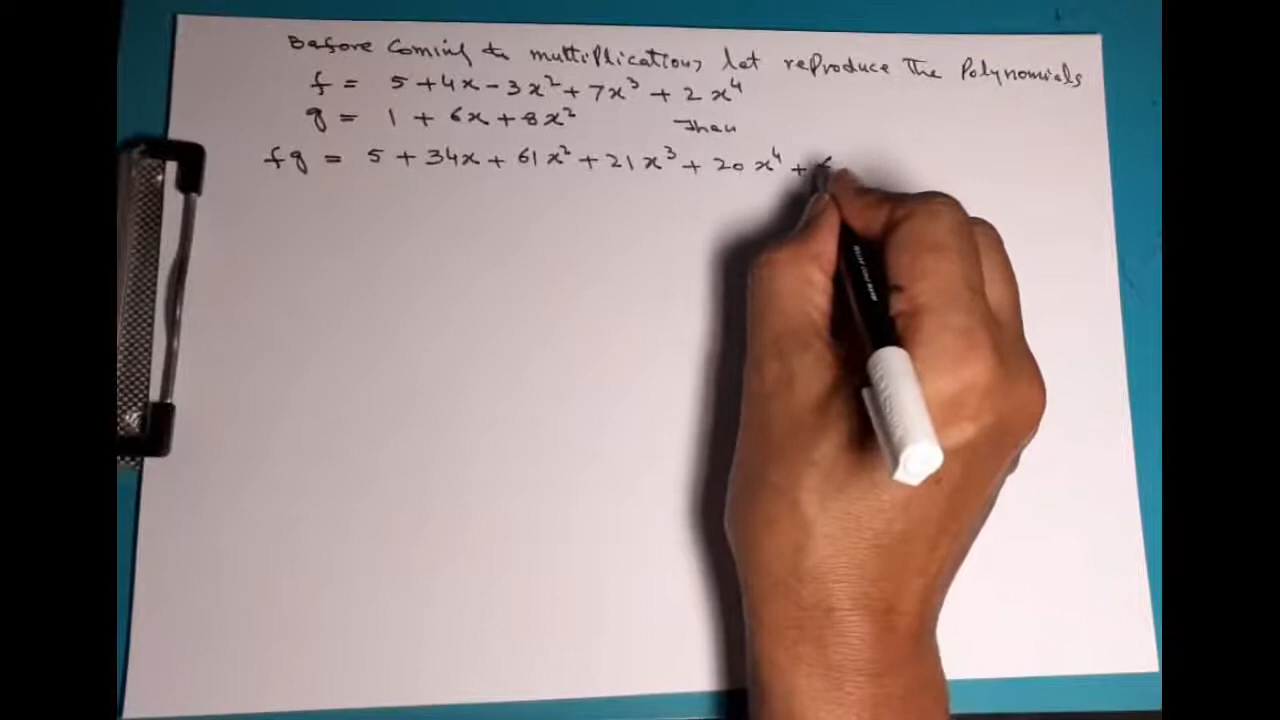 Before coming to multiplication, let reproduce the Polynomials
f = 5 + 4x - 3x² + 7x³ + 2x⁴
g = 1 + 6x + 8x² Then
fg = 5 + 34x + 61x² + 21x³ + 20x⁴ +